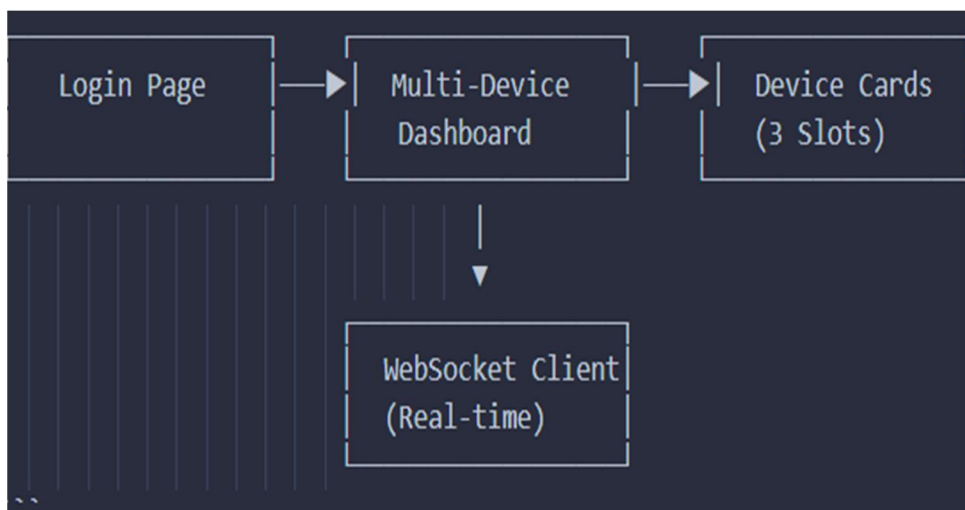 Login Page
Multi-Device
Dashboard
Device Cards
(3 Slots)
WebSocket Client
(Real-time)